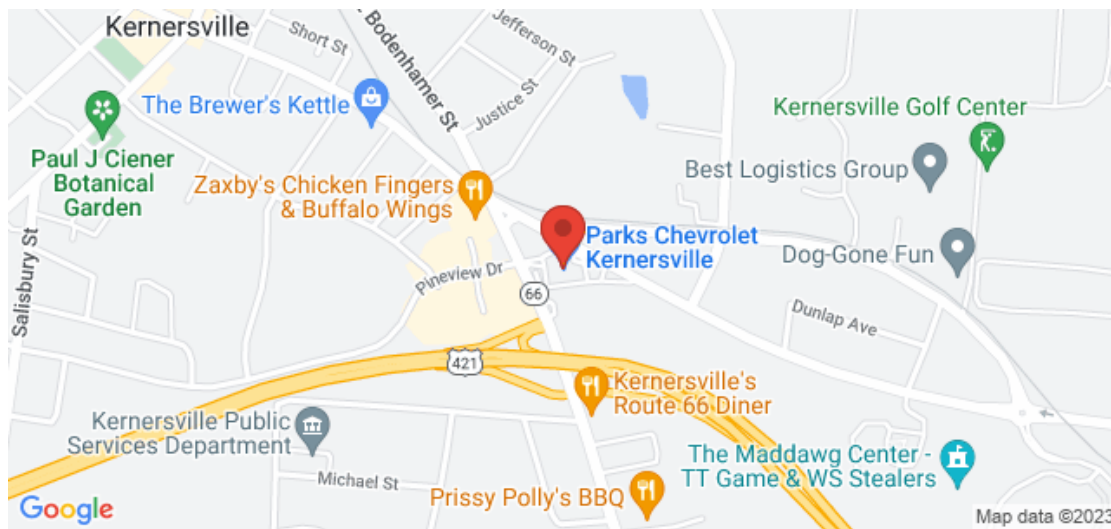 Kernersville
Short St
Bodenhamer St
Jefferson St
Justice St
The Brewer's Kettle
Kernersville Golf Center
Paul J Ciener
Botanical
Garden
Best Logistics Group
Zaxby's Chicken Fingers
& Buffalo Wings
Parks Chevrolet
Kernersville
Dog-Gone Fun
Salisbury St
Pineview Dr
66
Dunlap Ave
421
Kernersville's
Route 66 Diner
Kernersville Public
Services Department
The Maddawg Center -
TT Game & WS Stealers
Michael St
Prissy Polly's BBQ
Google
Map data ©2023